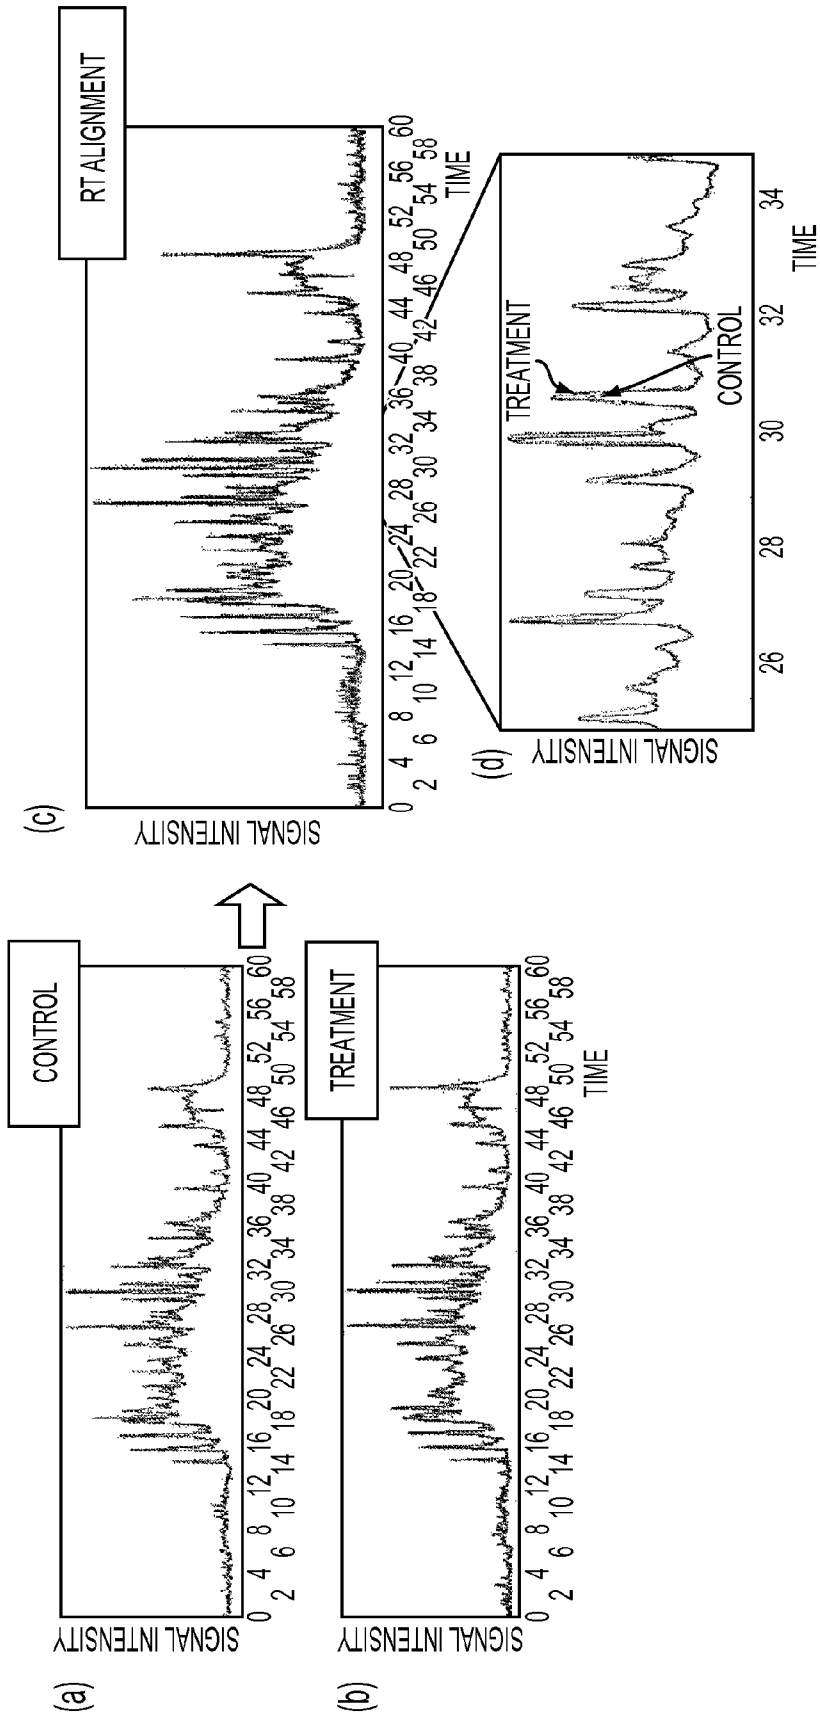 (a)
CONTROL
SIGNAL INTENSITY
0 4 8 12 16 20 24 28 32 36 40 44 48 52 56 60
2 6 10 14 18 22 26 30 34 38 42 46 50 54 58
(b)
TREATMENT
SIGNAL INTENSITY
0 4 8 12 16 20 24 28 32 36 40 44 48 52 56 60
2 6 10 14 18 22 26 30 34 38 42 46 50 54 58
TIME
(c)
RT ALIGNMENT
SIGNAL INTENSITY
0 4 8 12 16 20 24 28 32 36 40 44 48 52 56 60
2 6 10 14 18 22 26 30 34 38 42 46 50 54 58
TIME
(d)
SIGNAL INTENSITY
TREATMENT
CONTROL
26 28 30 32 34
TIME